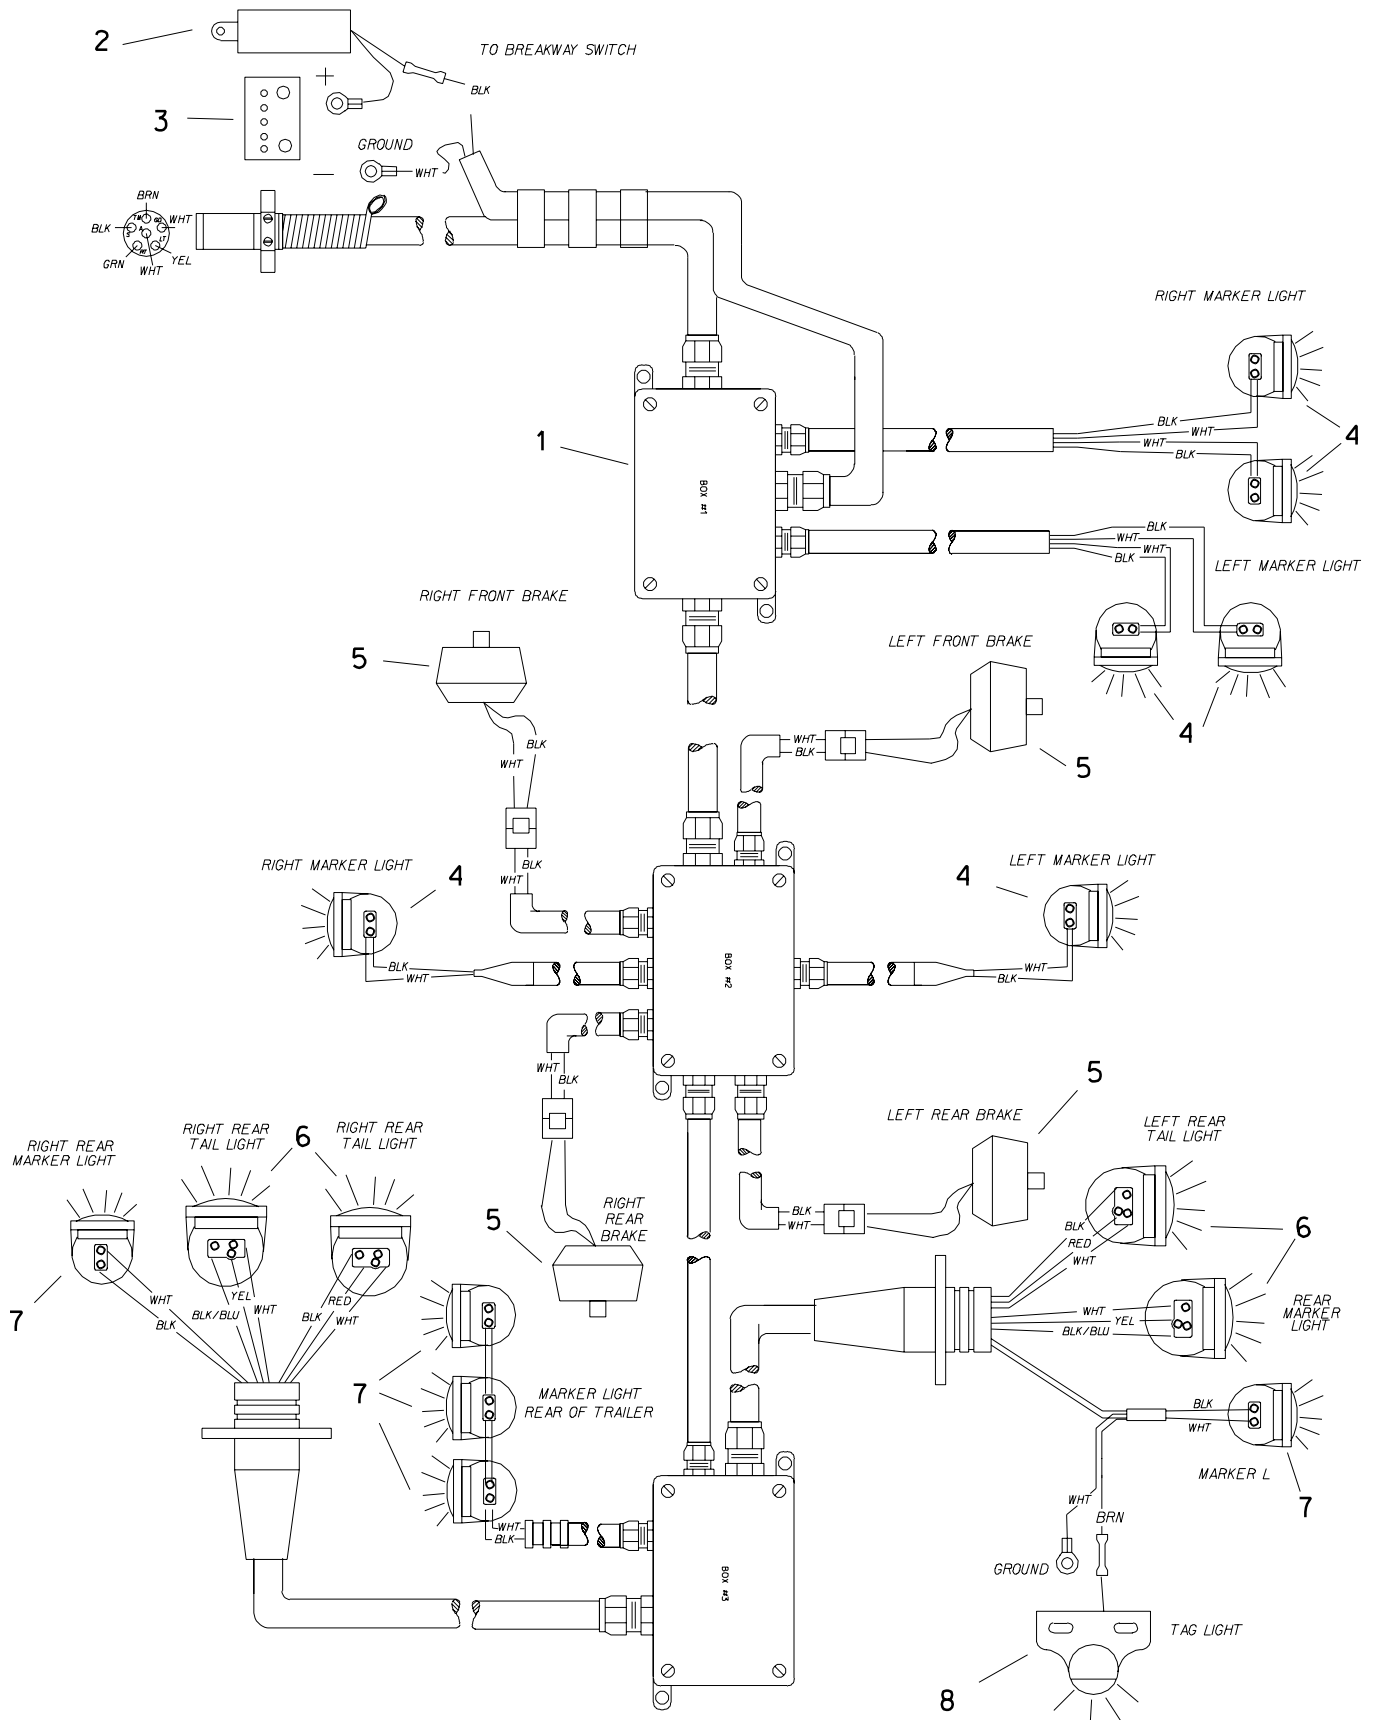 2
TO BREAKWAY SWITCH
+
BLK
3
GROUND
—
WHT
BRN
BLK
WHT
GRN
WHT
YEL
TM
GD
S
A
LT
RT
RIGHT MARKER LIGHT
BLK
WHT
WHT
BLK
4
1
BOX #1
BLK
WHT
WHT
BLK
LEFT MARKER LIGHT
4
RIGHT FRONT BRAKE
5
BLK
WHT
BLK
WHT
LEFT FRONT BRAKE
WHT
BLK
5
RIGHT MARKER LIGHT
4
BLK
WHT
LEFT MARKER LIGHT
4
WHT
BLK
BOX #2
WHT
BLK
RIGHT REAR BRAKE
5
LEFT REAR BRAKE
5
BLK
WHT
RIGHT REAR
MARKER LIGHT
RIGHT REAR
TAIL LIGHT
6
RIGHT REAR
TAIL LIGHT
7
WHT
BLK
BLK/BLU
YEL
WHT
BLK
RED
WHT
LEFT REAR
TAIL LIGHT
BLK
RED
WHT
6
WHT
YEL
BLK/BLU
REAR
MARKER
LIGHT
7
MARKER LIGHT
REAR OF TRAILER
WHT
BLK
BLK
WHT
MARKER L
7
WHT
BRN
GROUND
BOX #3
TAG LIGHT
8